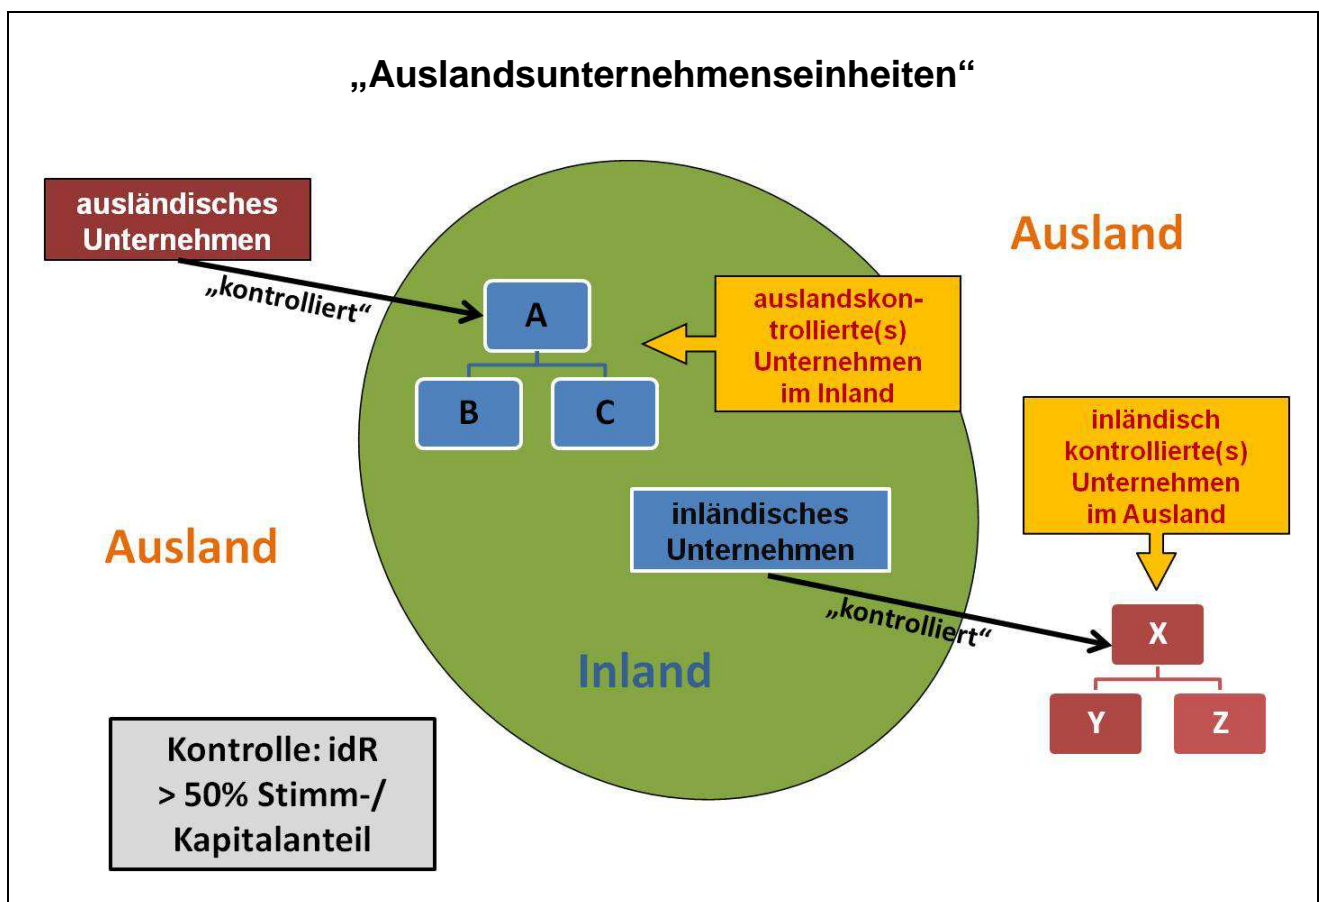 „Auslandsunternehmenseinheiten“
ausländisches
Unternehmen
„kontrolliert“
A
B
C
auslandskon-
trollierte(s)
Unternehmen
im Inland
Ausland
inländisch
kontrollierte(s)
Unternehmen
im Ausland
Ausland
inländisches
Unternehmen
„kontrolliert“
X
Y
Z
Inland
Kontrolle: idR
> 50% Stimm-/
Kapitalanteil